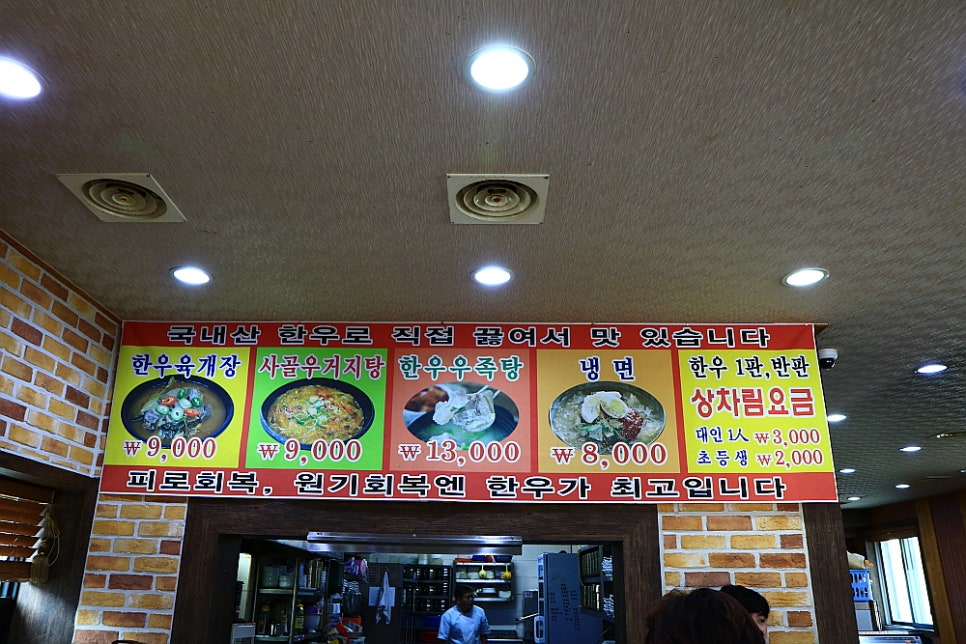 국내산 한우로 직접 끓여서 맛 있습니다
한우육개장
₩9,000
사골우거지탕
₩9,000
한우우족탕
₩13,000
냉면
₩8,000
한우 1판,반판
상차림요금
대인 1人 ₩3,000
초등생 ₩2,000
피로회복, 원기회복엔 한우가 최고입니다